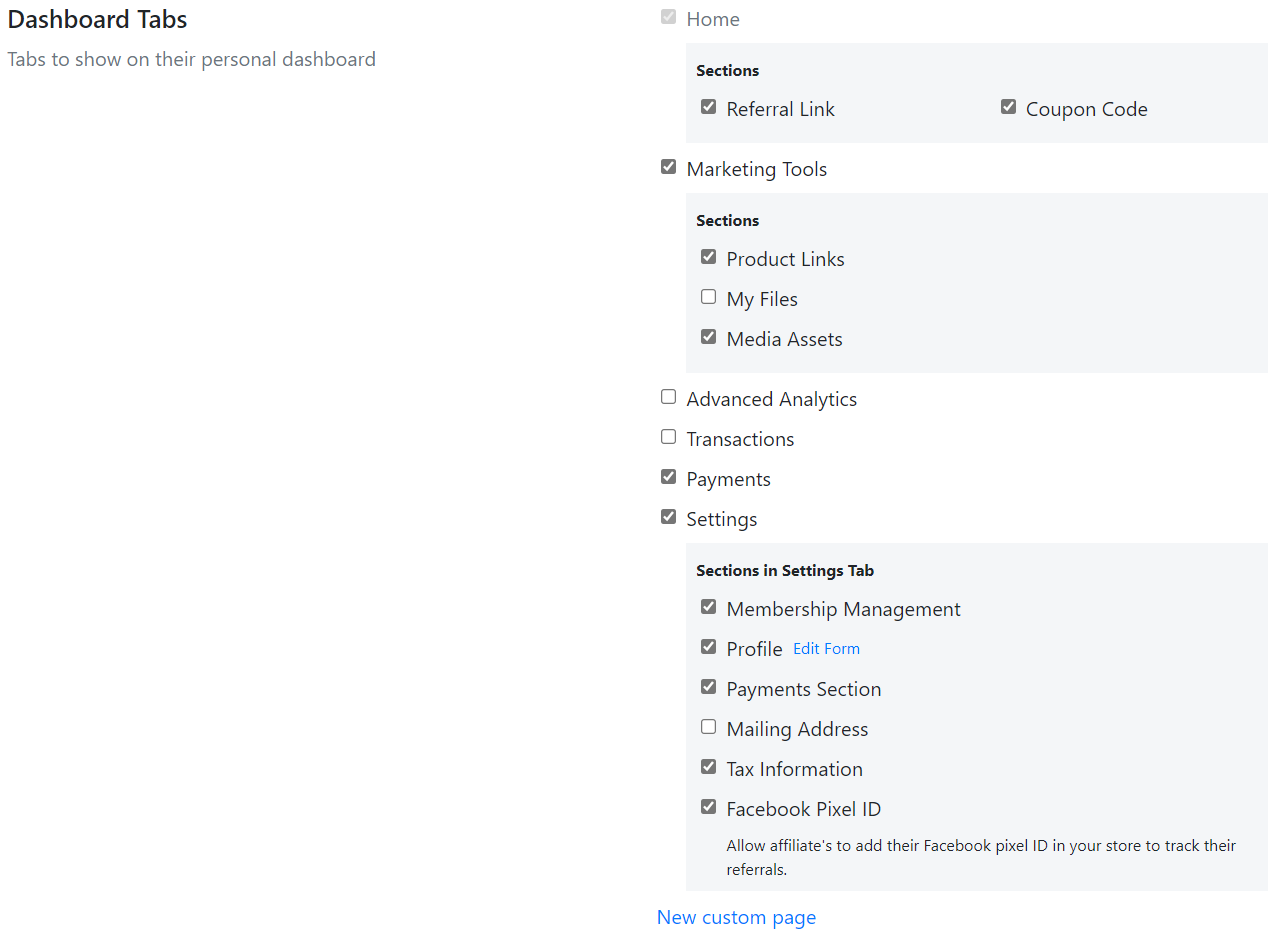 Dashboard Tabs
Tabs to show on their personal dashboard
Home
Sections
Referral Link
Coupon Code
Marketing Tools
Sections
Product Links
My Files
Media Assets
Advanced Analytics
Transactions
Payments
Settings
Sections in Settings Tab
Membership Management
Profile Edit Form
Payments Section
Mailing Address
Tax Information
Facebook Pixel ID
Allow affiliate's to add their Facebook pixel ID in your store to track their
referrals.
New custom page